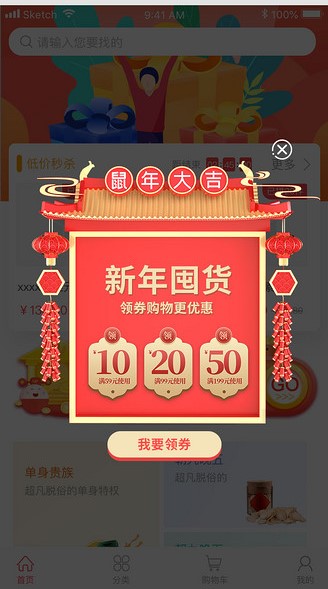 Sketch 9:41 AM 100%
请输入您要找的
低价秒杀
更多
鼠年大吉
新年囤货
领券购物更优惠
领 领 领
¥10 ¥20 ¥50
满59元使用 满99元使用 满199元使用
GO
我要领券
单身贵族
超凡脱俗的单身特权
超凡脱俗的
首页 分类 购物车 我的